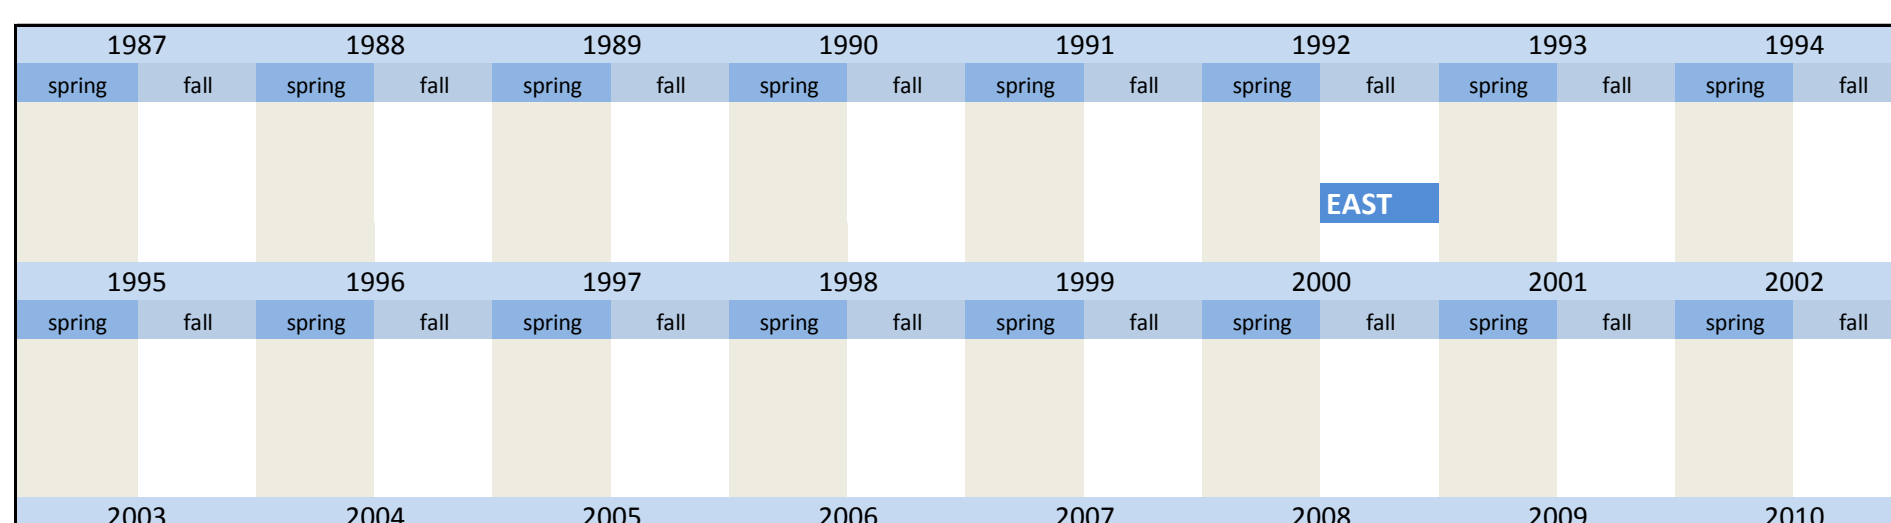 1987 1988 1989 1990 1991 1992 1993 1994
spring fall spring fall spring fall spring fall spring fall spring fall spring fall spring fall
EAST
1995 1996 1997 1998 1999 2000 2001 2002
spring fall spring fall spring fall spring fall spring fall spring fall spring fall spring fall
2003 2004 2005 2006 2007 2008 2009 2010